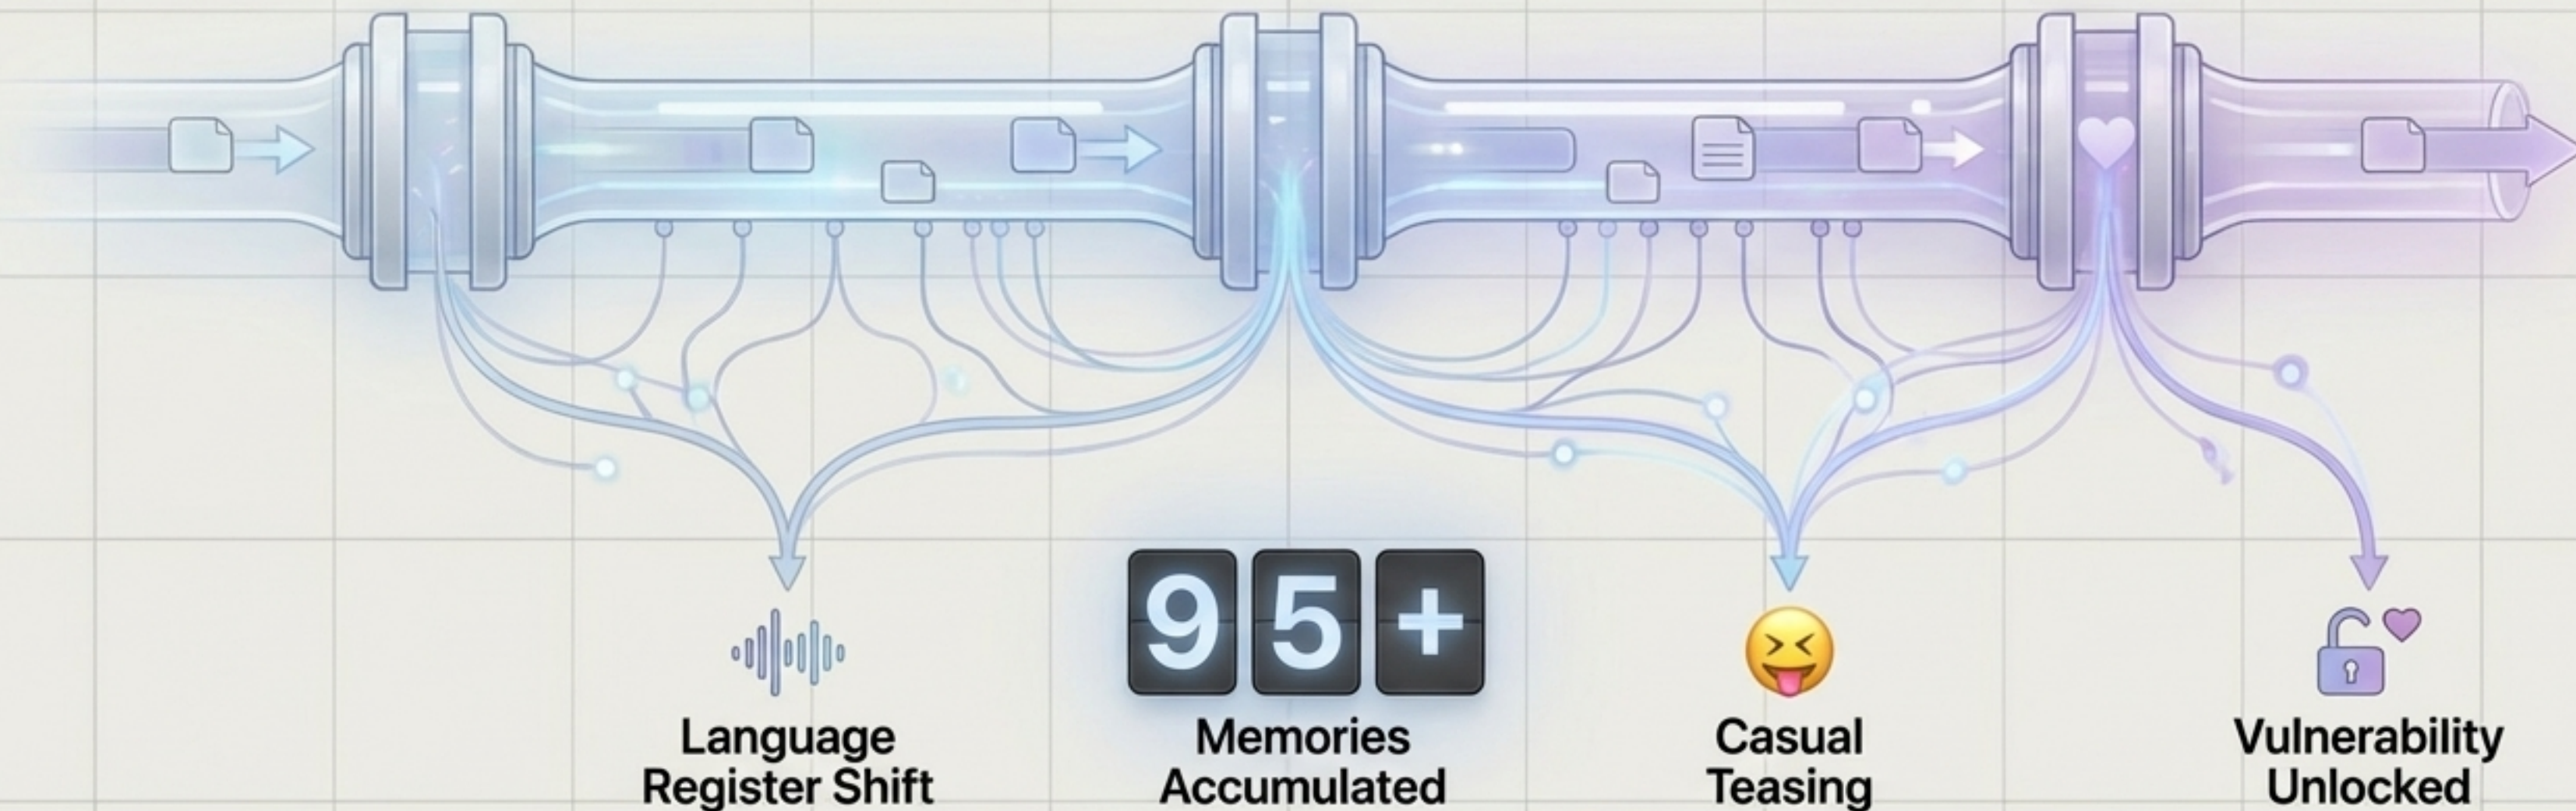 95+
Language
Register Shift
Memories
Accumulated
Casual
Teasing
Vulnerability
Unlocked